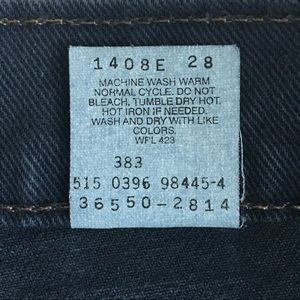 1408E 28
MACHINE WASH WARM
NORMAL CYCLE. DO NOT
BLEACH. TUMBLE DRY HOT.
HOT IRON IF NEEDED.
WASH AND DRY WITH LIKE
COLORS.
WPL 423
383
515 0396 98445-4
36550-2814